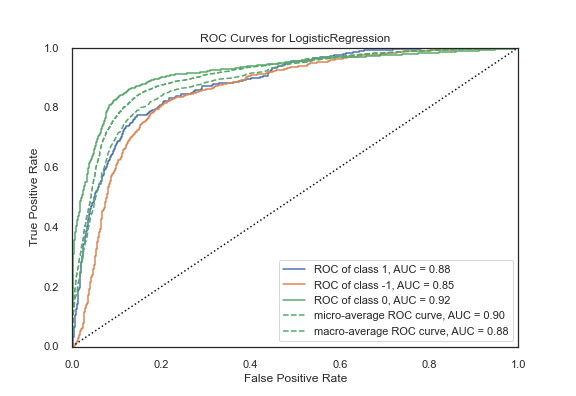 ROC Curves for LogisticRegression
1.0
0.8
0.6
0.4
0.2
0.0
True Positive Rate
ROC of class 1, AUC = 0.88
ROC of class -1, AUC = 0.85
ROC of class 0, AUC = 0.92
micro-average ROC curve, AUC = 0.90
macro-average ROC curve, AUC = 0.88
0.0 0.2 0.4 0.6 0.8 1.0
False Positive Rate